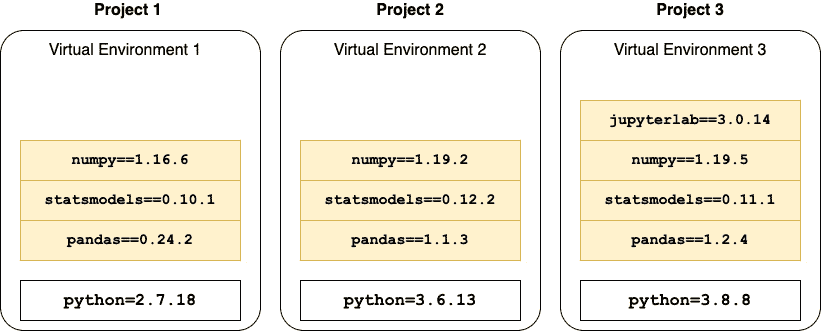 Project 1
Virtual Environment 1
numpy==1.16.6
statsmodels==0.10.1
pandas==0.24.2
python=2.7.18
Project 2
Virtual Environment 2
numpy==1.19.2
statsmodels==0.12.2
pandas==1.1.3
python=3.6.13
Project 3
Virtual Environment 3
jupyterlab==3.0.14
numpy==1.19.5
statsmodels==0.11.1
pandas==1.2.4
python=3.8.8